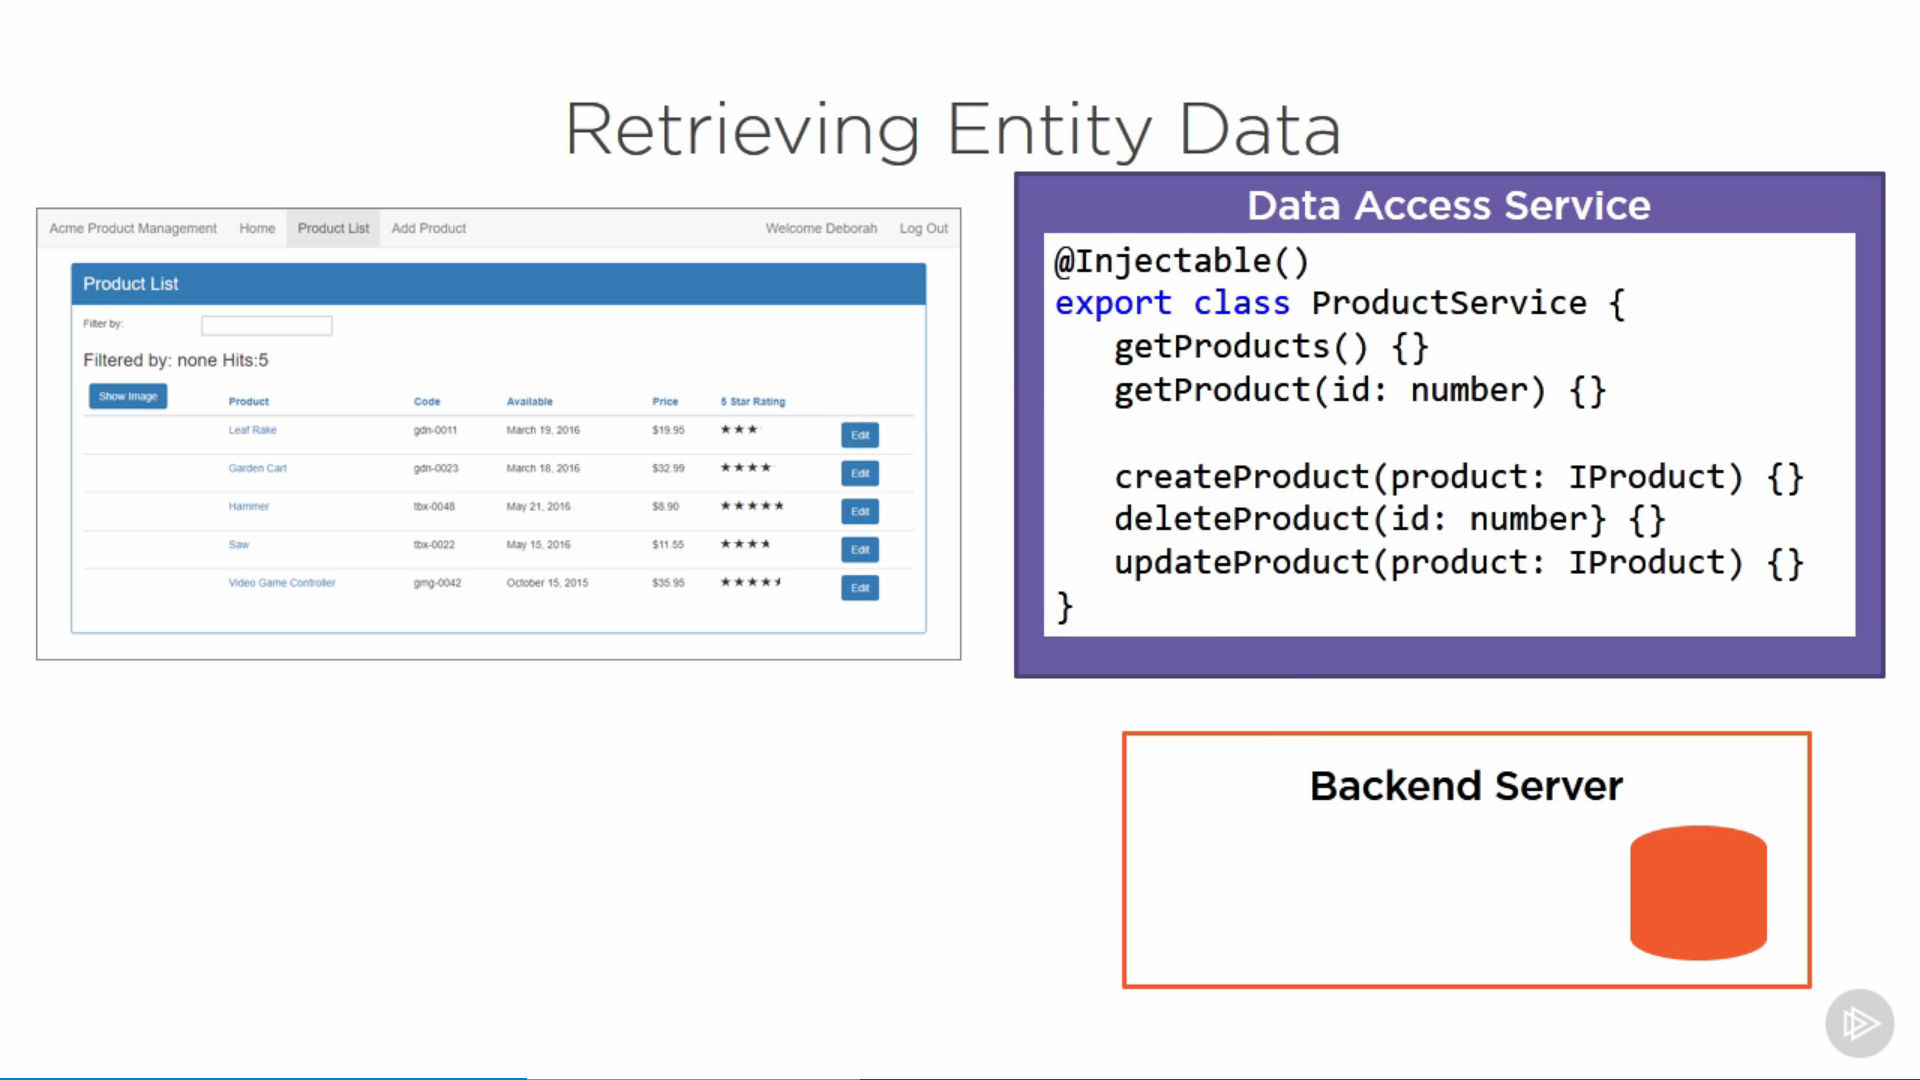 Retrieving Entity Data
Acme Product Management Home Product List Add Product Welcome Deborah Log Out
Product List
Filter by:
Filtered by: none Hits:5
Show Image Product Code Available Price 5 Star Rating
Leaf Rake gdn-0011 March 19, 2016 $19.95 Edit
Garden Cart gdn-0023 March 18, 2016 $32.99 Edit
Hammer tbx-0048 May 21, 2016 $8.90 Edit
Saw tbx-0022 May 15, 2016 $11.55 Edit
Video Game Controller gmg-0042 October 15, 2015 $35.95 Edit
Data Access Service
@Injectable()
export class ProductService {
getProducts() {}
getProduct(id: number) {}
createProduct(product: IProduct) {}
deleteProduct(id: number} {}
updateProduct(product: IProduct) {}
}
Backend Server